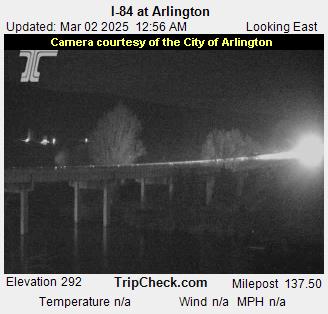 I-84 at Arlington
Updated: Mar 02 2025 12:56 AM Looking East
Camera courtesy of the City of Arlington
Elevation 292 TripCheck.com Milepost 137.50
Temperature n/a Wind n/a MPH n/a